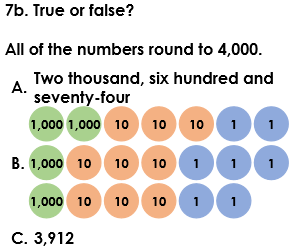 7b. True or false?
All of the numbers round to 4,000.
A. Two thousand, six hundred and
seventy-four
1,000 1,000 10 10 10 1 1
B. 1,000 10 10 10 1 1 1
1,000 10 10 10 1 1
C. 3,912